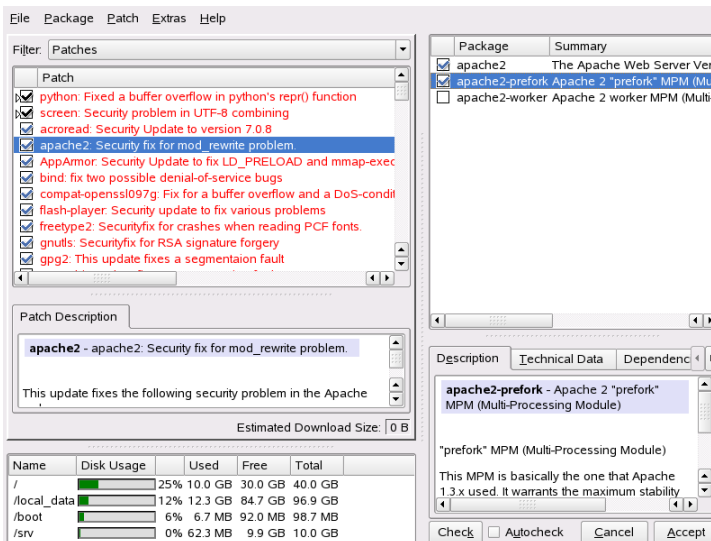 File Package Patch Extras Help
Filter: Patches
Patch
python: Fixed a buffer overflow in python's repr() function
screen: Security problem in UTF-8 combining
acroread: Security Update to version 7.0.8
apache2: Security fix for mod_rewrite problem.
AppArmor: Security Update to fix LD_PRELOAD and mmap-exec
bind: fix two possible denial-of-service bugs
compat-openssl097g: Fix for a buffer overflow and a DoS-condit
flash-player: Security update to fix various problems
freetype2: Securityfix for crashes when reading PCF fonts.
gnutls: Securityfix for RSA signature forgery
gpg2: This update fixes a segmentaion fault
Patch Description
apache2 - apache2: Security fix for mod_rewrite problem.
This update fixes the following security problem in the Apache
Estimated Download Size: 0 B
Name Disk Usage Used Free Total
/ 25% 10.0 GB 30.0 GB 40.0 GB
/local_data 12% 12.3 GB 84.7 GB 96.9 GB
/boot 6% 6.7 MB 92.0 MB 98.7 MB
/srv 0% 62.3 MB 9.9 GB 10.0 GB
Package Summary
apache2 The Apache Web Server Ver
apache2-prefork Apache 2 "prefork" MPM (Mu
apache2-worker Apache 2 worker MPM (Multi-
Description Technical Data Dependenc
apache2-prefork - Apache 2 "prefork"
MPM (Multi-Processing Module)
"prefork" MPM (Multi-Processing Module)
This MPM is basically the one that Apache
1.3.x used. It warrants the maximum stability
Check Autocheck Cancel Accept